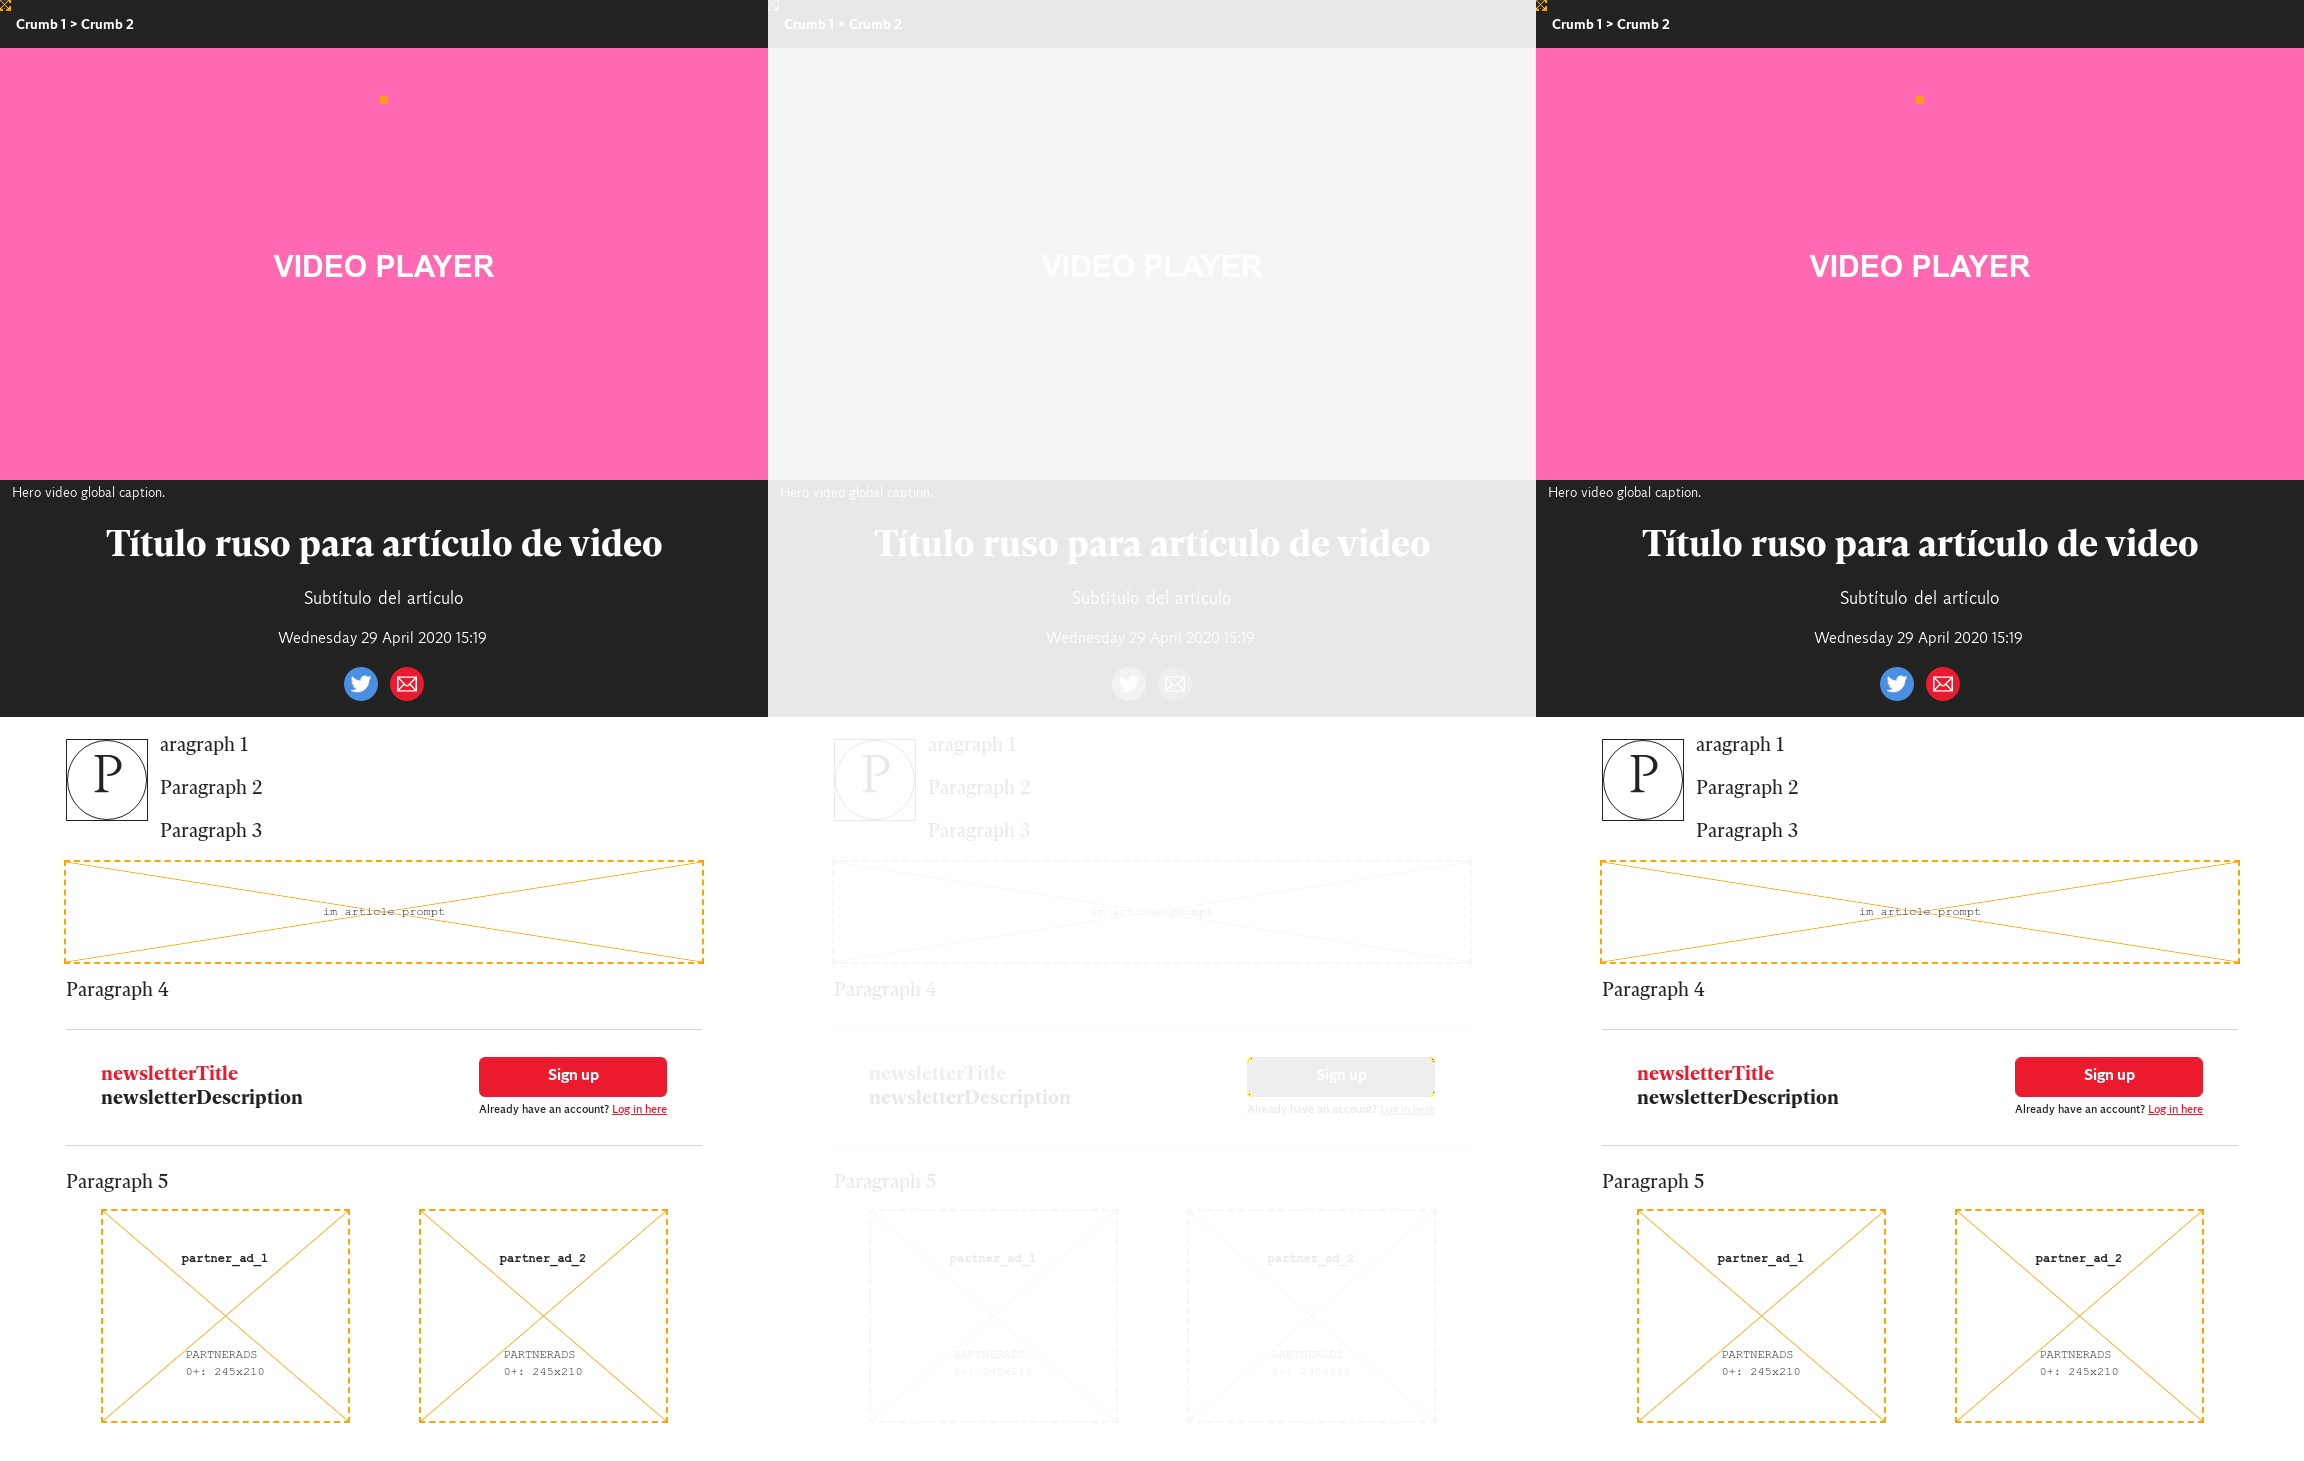 Crumb 1 > Crumb 2
VIDEO PLAYER
Hero video global caption.
Título ruso para artículo de video
Subtítulo del artículo
Wednesday 29 April 2020 15:19
P
aragraph 1
Paragraph 2
Paragraph 3
im article prompt
Paragraph 4
newsletterTitle
newsletterDescription
Sign up
Already have an account? Log in here
Paragraph 5
partner_ad_1
PARTNERADS
0+: 245x210
partner_ad_2
PARTNERADS
0+: 245x210
Crumb 1 > Crumb 2
VIDEO PLAYER
Hero video global caption.
Título ruso para artículo de video
Subtítulo del artículo
Wednesday 29 April 2020 15:19
P
aragraph 1
Paragraph 2
Paragraph 3
im article prompt
Paragraph 4
newsletterTitle
newsletterDescription
Sign up
Already have an account? Log in here
Paragraph 5
partner_ad_1
PARTNERADS
0+: 245x210
partner_ad_2
PARTNERADS
0+: 245x210
Crumb 1 > Crumb 2
VIDEO PLAYER
Hero video global caption.
Título ruso para artículo de video
Subtítulo del artículo
Wednesday 29 April 2020 15:19
P
aragraph 1
Paragraph 2
Paragraph 3
im article prompt
Paragraph 4
newsletterTitle
newsletterDescription
Sign up
Already have an account? Log in here
Paragraph 5
partner_ad_1
PARTNERADS
0+: 245x210
partner_ad_2
PARTNERADS
0+: 245x210